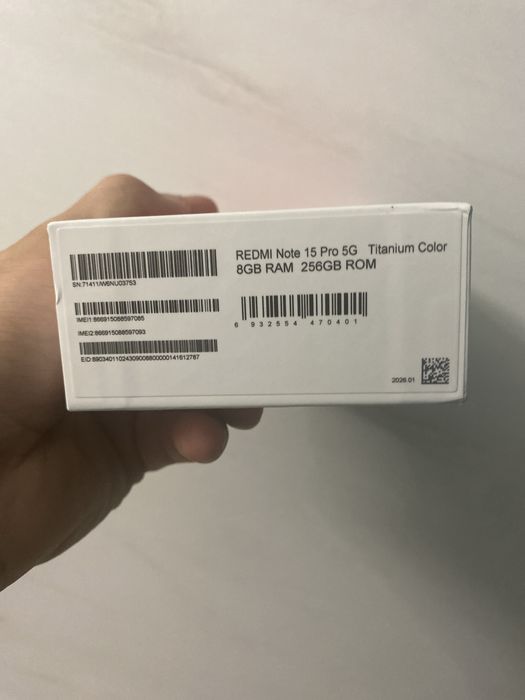 REDMI Note 15 Pro 5G Titanium Color
8GB RAM 256GB ROM
SN:71411/W6NU03753
6 932554 470401
IMEI1:866915088597085
IMEI2:866915088597093
EID:89034011024309006800000141612767
2026.01